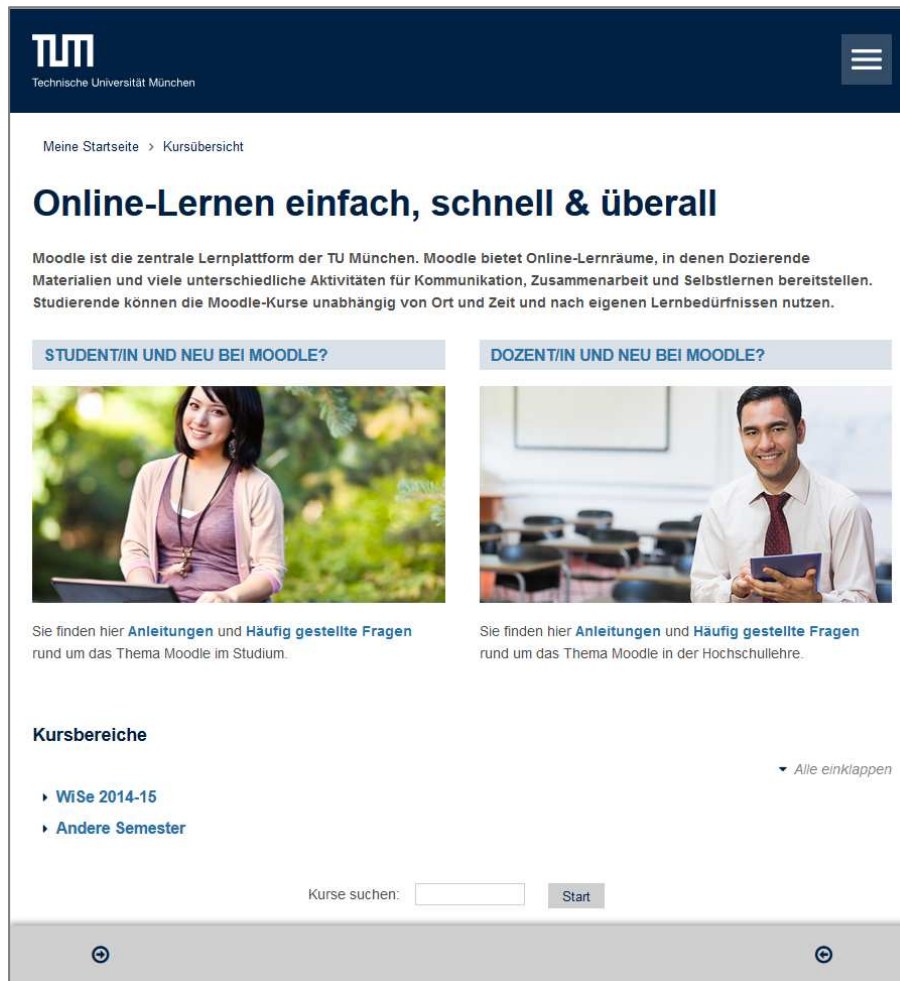 TUM
Technische Universität München
Meine Startseite > Kursübersicht
Online-Lernen einfach, schnell & überall
Moodle ist die zentrale Lernplattform der TU München. Moodle bietet Online-Lernräume, in denen Dozierende
Materialien und viele unterschiedliche Aktivitäten für Kommunikation, Zusammenarbeit und Selbstlernen bereitstellen.
Studierende können die Moodle-Kurse unabhängig von Ort und Zeit und nach eigenen Lernbedürfnissen nutzen.
STUDENT/IN UND NEU BEI MOODLE?
Sie finden hier Anleitungen und Häufig gestellte Fragen
rund um das Thema Moodle im Studium.
DOZENT/IN UND NEU BEI MOODLE?
Sie finden hier Anleitungen und Häufig gestellte Fragen
rund um das Thema Moodle in der Hochschullehre.
Kursbereiche
Alle einklappen
WiSe 2014-15
Andere Semester
Kurse suchen: Start